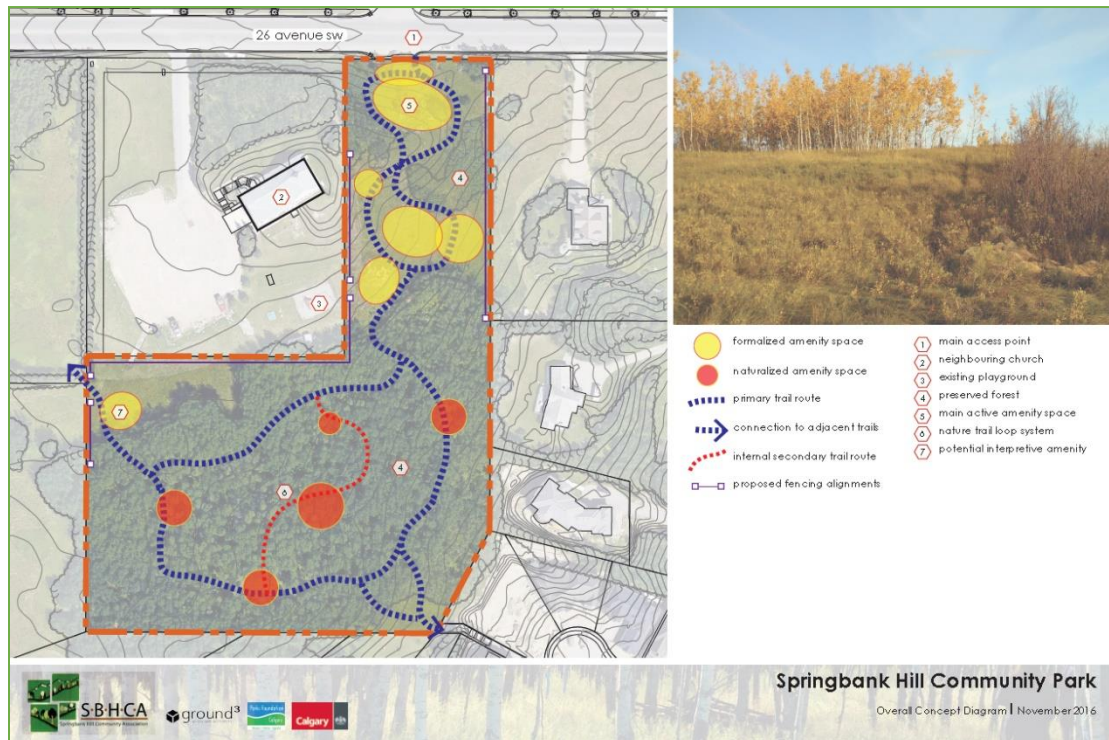 26 avenue sw
1
5
4
2
3
7
4
6
formalized amenity space
naturalized amenity space
primary trail route
connection to adjacent trails
internal secondary trail route
proposed fencing alignments
1 main access point
2 neighbouring church
3 existing playground
4 preserved forest
5 main active amenity space
6 nature trail loop system
7 potential interpretive amenity
S·B·H·C·A
Springbank Hill Community Association
ground³
Parks Foundation
Calgary
Calgary
Springbank Hill Community Park
Overall Concept Diagram | November 2016